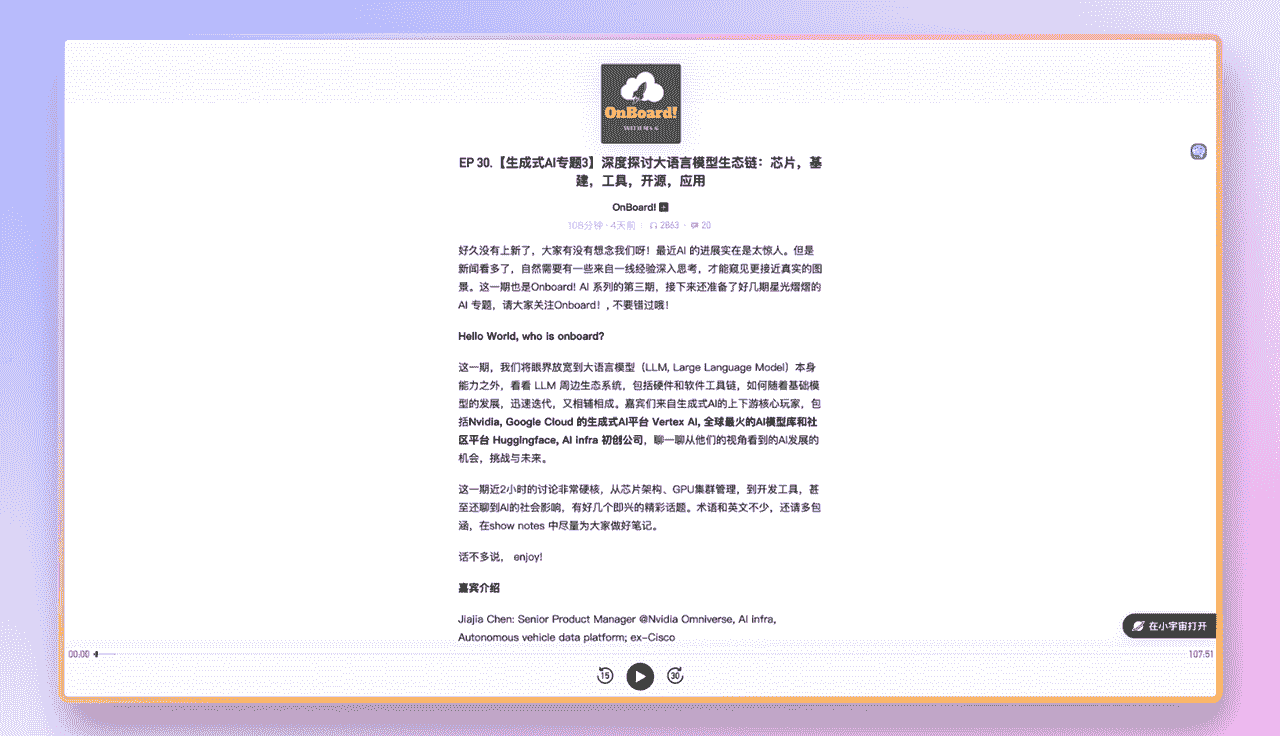 OnBoard!
EP 30.【生成式AI专题3】深度探讨大语言模型生态链：芯片，基
建，工具，开源，应用
OnBoard!
108分钟 · 4天前 · 2863 · 20
好久没有上新了，大家有没有想念我们呀！最近AI 的进展实在是太惊人。但是
新闻看多了，自然需要有一些来自一线经验深入思考，才能窥见更接近真实的图
景。这一期也是Onboard! AI 系列的第三期，接下来还准备了好几期星光熠熠的
AI 专题，请大家关注Onboard！, 不要错过哦！
Hello World, who is onboard?
这一期，我们将眼界放宽到大语言模型（LLM, Large Language Model）本身
能力之外，看看 LLM 周边生态系统，包括硬件和软件工具链，如何随着基础模
型的发展，迅速迭代，又相辅相成。嘉宾们来自生成式AI的上下游核心玩家，包
括Nvidia, Google Cloud 的生成式AI平台 Vertex AI, 全球最火的AI模型库和社
区平台 Huggingface, AI infra 初创公司，聊一聊从他们的视角看到的AI发展的
机会，挑战与未来。
这一期近2小时的讨论非常硬核，从芯片架构、GPU集群管理，到开发工具，甚
至还聊到AI的社会影响，有好几个即兴的精彩话题。术语和英文不少，还请多包
涵，在show notes 中尽量为大家做好笔记。
话不多说， enjoy!
嘉宾介绍
Jiajia Chen: Senior Product Manager @Nvidia Omniverse, AI infra,
Autonomous vehicle data platform; ex-Cisco
在小宇宙打开
00:00
107:51
15
30